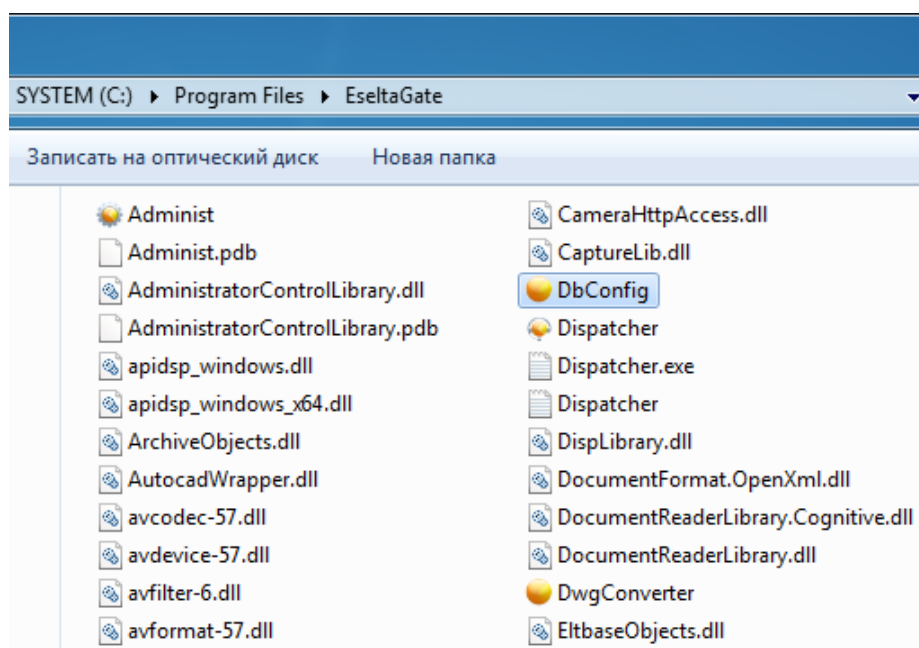 SYSTEM (C:) Program Files EseltaGate
Записать на оптический диск Новая папка
Administ
Administ.pdb
AdministratorControlLibrary.dll
AdministratorControlLibrary.pdb
apidsp_windows.dll
apidsp_windows_x64.dll
ArchiveObjects.dll
AutocadWrapper.dll
avcodec-57.dll
avdevice-57.dll
avfilter-6.dll
avformat-57.dll
CameraHttpAccess.dll
CaptureLib.dll
DbConfig
Dispatcher
Dispatcher.exe
Dispatcher
DispLibrary.dll
DocumentFormat.OpenXml.dll
DocumentReaderLibrary.Cognitive.dll
DocumentReaderLibrary.dll
DwgConverter
EltbaseObjects.dll